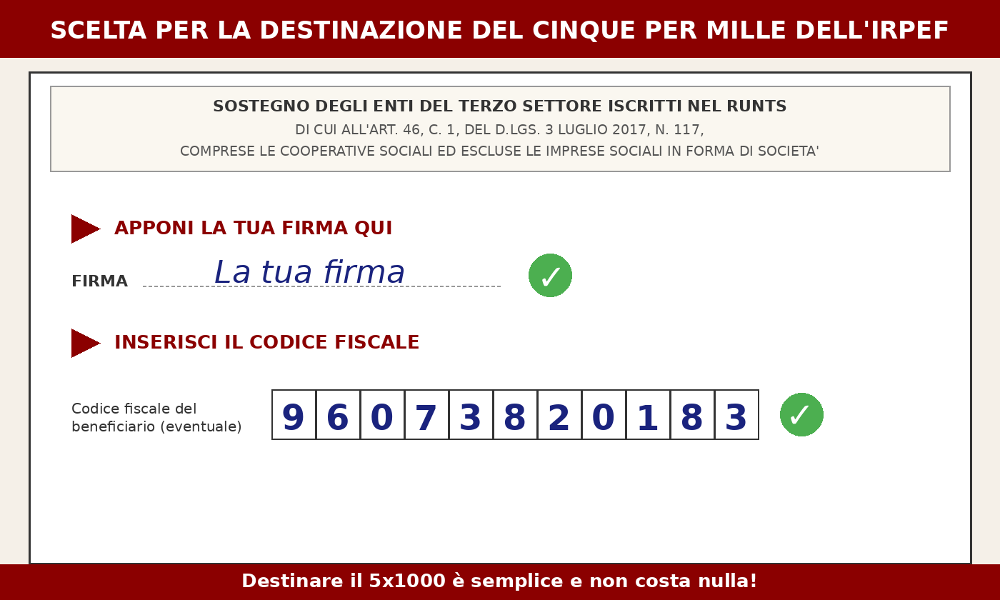 SCELTA PER LA DESTINAZIONE DEL CINQUE PER MILLE DELL'IRPEF
SOSTEGNO DEGLI ENTI DEL TERZO SETTORE ISCRITTI NEL RUNTS
DI CUI ALL'ART. 46, C. 1, DEL D.LGS. 3 LUGLIO 2017, N. 117,
COMPRESE LE COOPERATIVE SOCIALI ED ESCLUSE LE IMPRESE SOCIALI IN FORMA DI SOCIETA'
APPONI LA TUA FIRMA QUI
FIRMA La tua firma ✓
INSERISCI IL CODICE FISCALE
Codice fiscale del
beneficiario (eventuale)
9 6 0 7 3 8 2 0 1 8 3 ✓
Destinare il 5x1000 è semplice e non costa nulla!